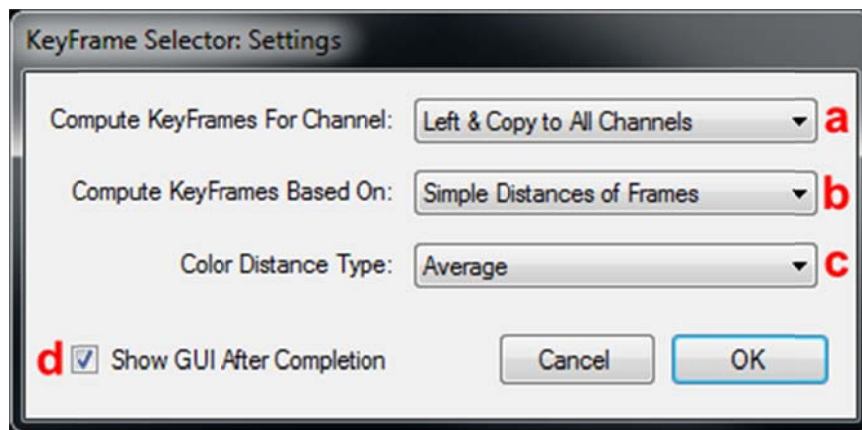 KeyFrame Selector: Settings
Compute KeyFrames For Channel: Left & Copy to All Channels a
Compute KeyFrames Based On: Simple Distances of Frames b
Color Distance Type: Average c
d Show GUI After Completion Cancel OK